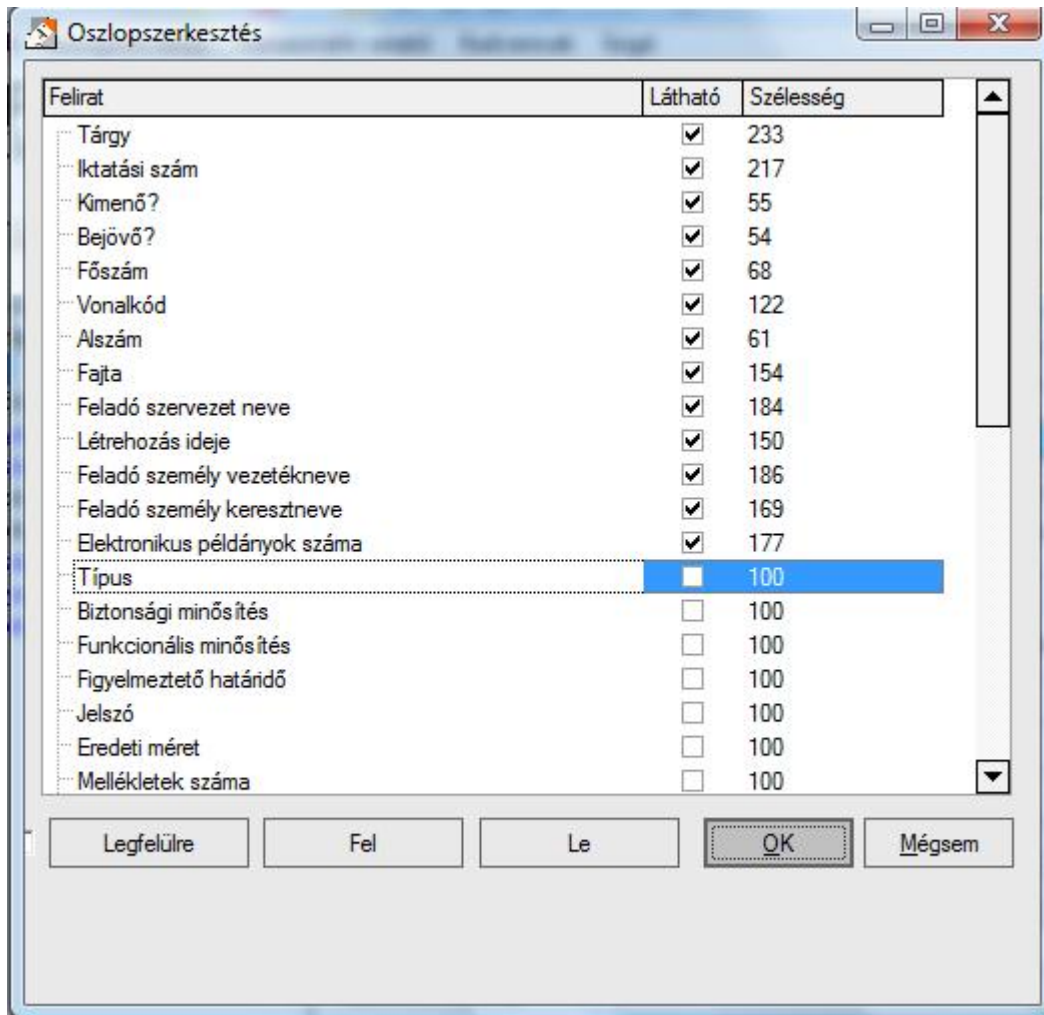 Oszlopszerkesztés
Felirat Látható Szélesség
Tárgy 233
Iktatási szám 217
Kimenő? 55
Bejövő? 54
Főszám 68
Vonalkód 122
Alszám 61
Fajta 154
Feladó szervezet neve 184
Létrehozás ideje 150
Feladó személy vezetékneve 186
Feladó személy keresztneve 169
Elektronikus példányok száma 177
Típus 100
Biztonsági minősítés 100
Funkcionális minősítés 100
Figyelmeztető határidő 100
Jelszó 100
Eredeti méret 100
Mellékletek száma 100
Legfelülre Fel Le OK Mégsem